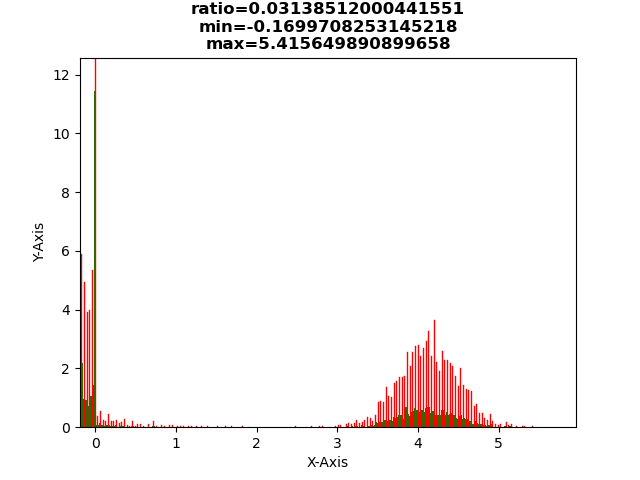 ratio=0.03138512000441551
min=-0.1699708253145218
max=5.415649890899658
12
10
8
6
4
2
0
Y-Axis
0 1 2 3 4 5
X-Axis